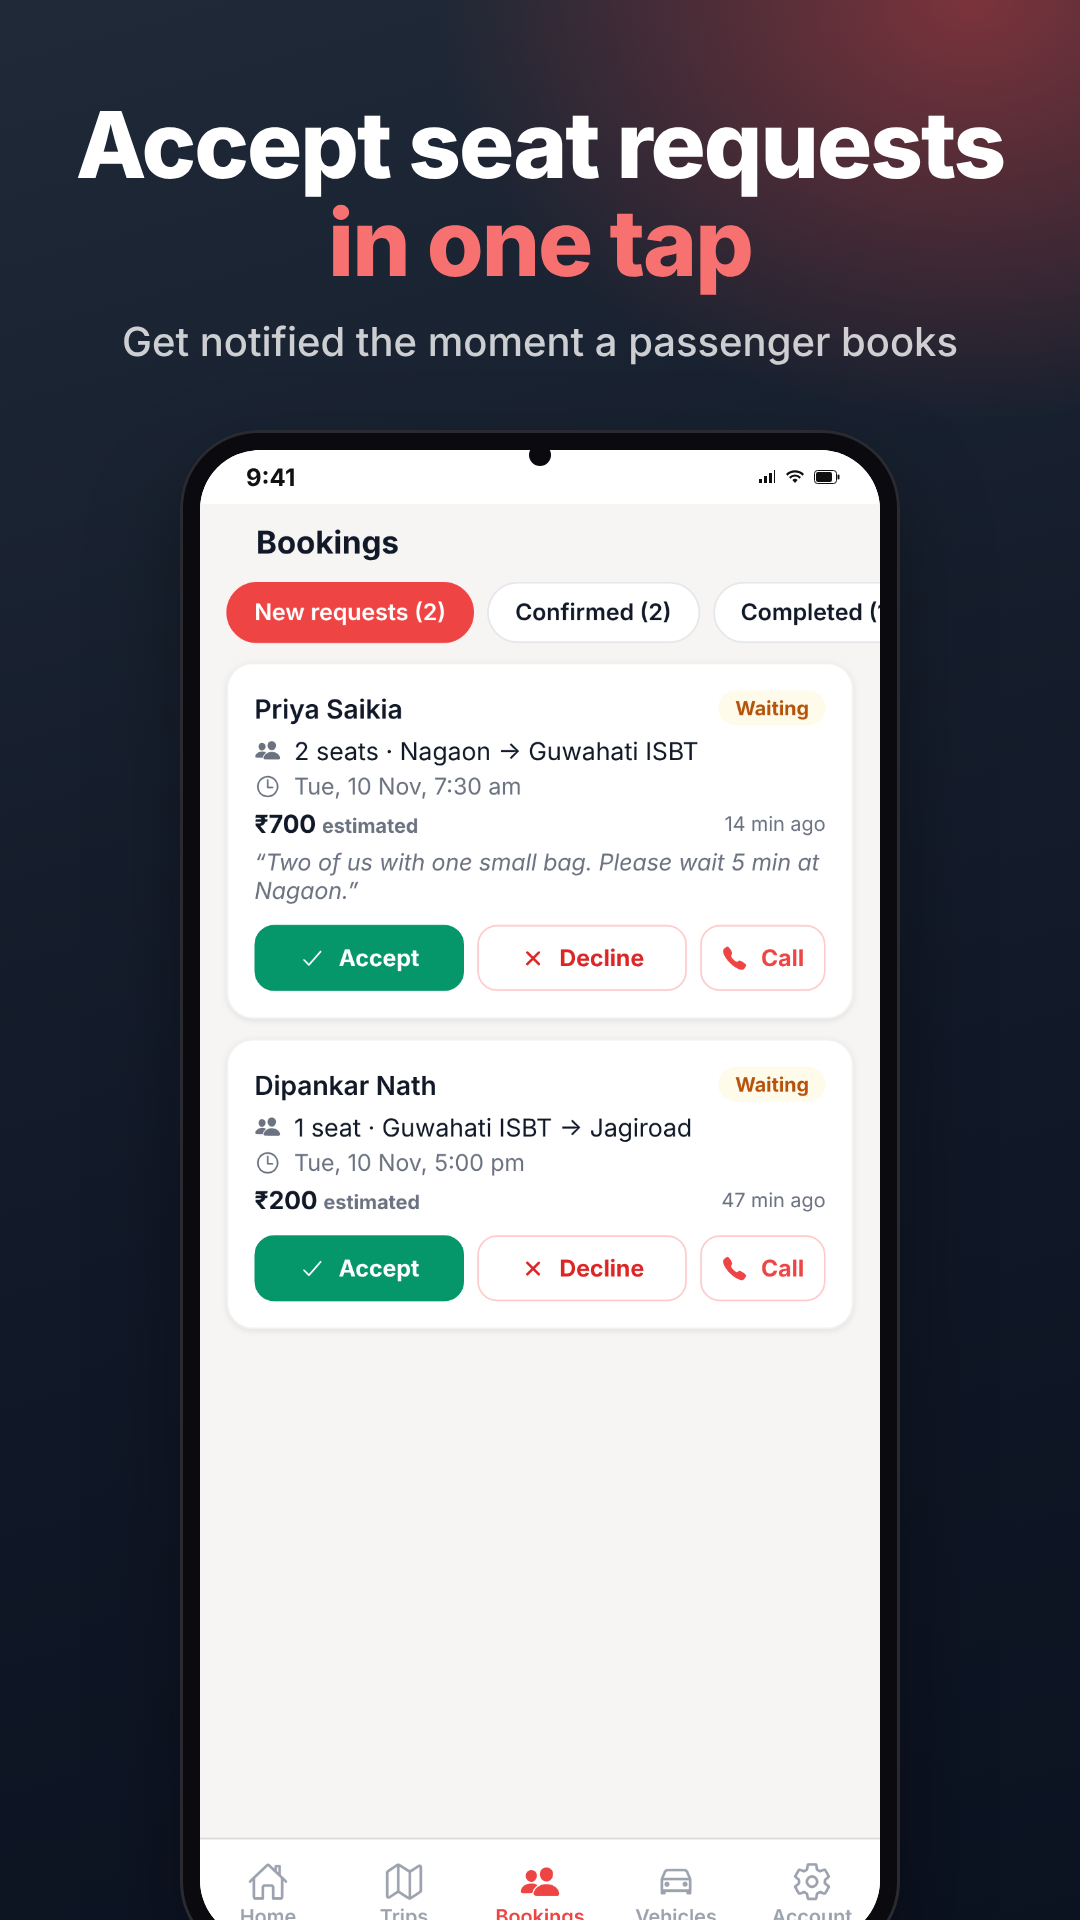 Accept seat requests
in one tap
Get notified the moment a passenger books
9:41
Bookings
New requests (2)
Confirmed (2)
Completed (
Priya Saikia
Waiting
2 seats · Nagaon → Guwahati ISBT
Tue, 10 Nov, 7:30 am
₹700 estimated
14 min ago
“Two of us with one small bag. Please wait 5 min at
Nagaon.”
Accept
Decline
Call
Dipankar Nath
Waiting
1 seat · Guwahati ISBT → Jagiroad
Tue, 10 Nov, 5:00 pm
₹200 estimated
47 min ago
Accept
Decline
Call
Home
Trips
Bookings
Vehicles
Account